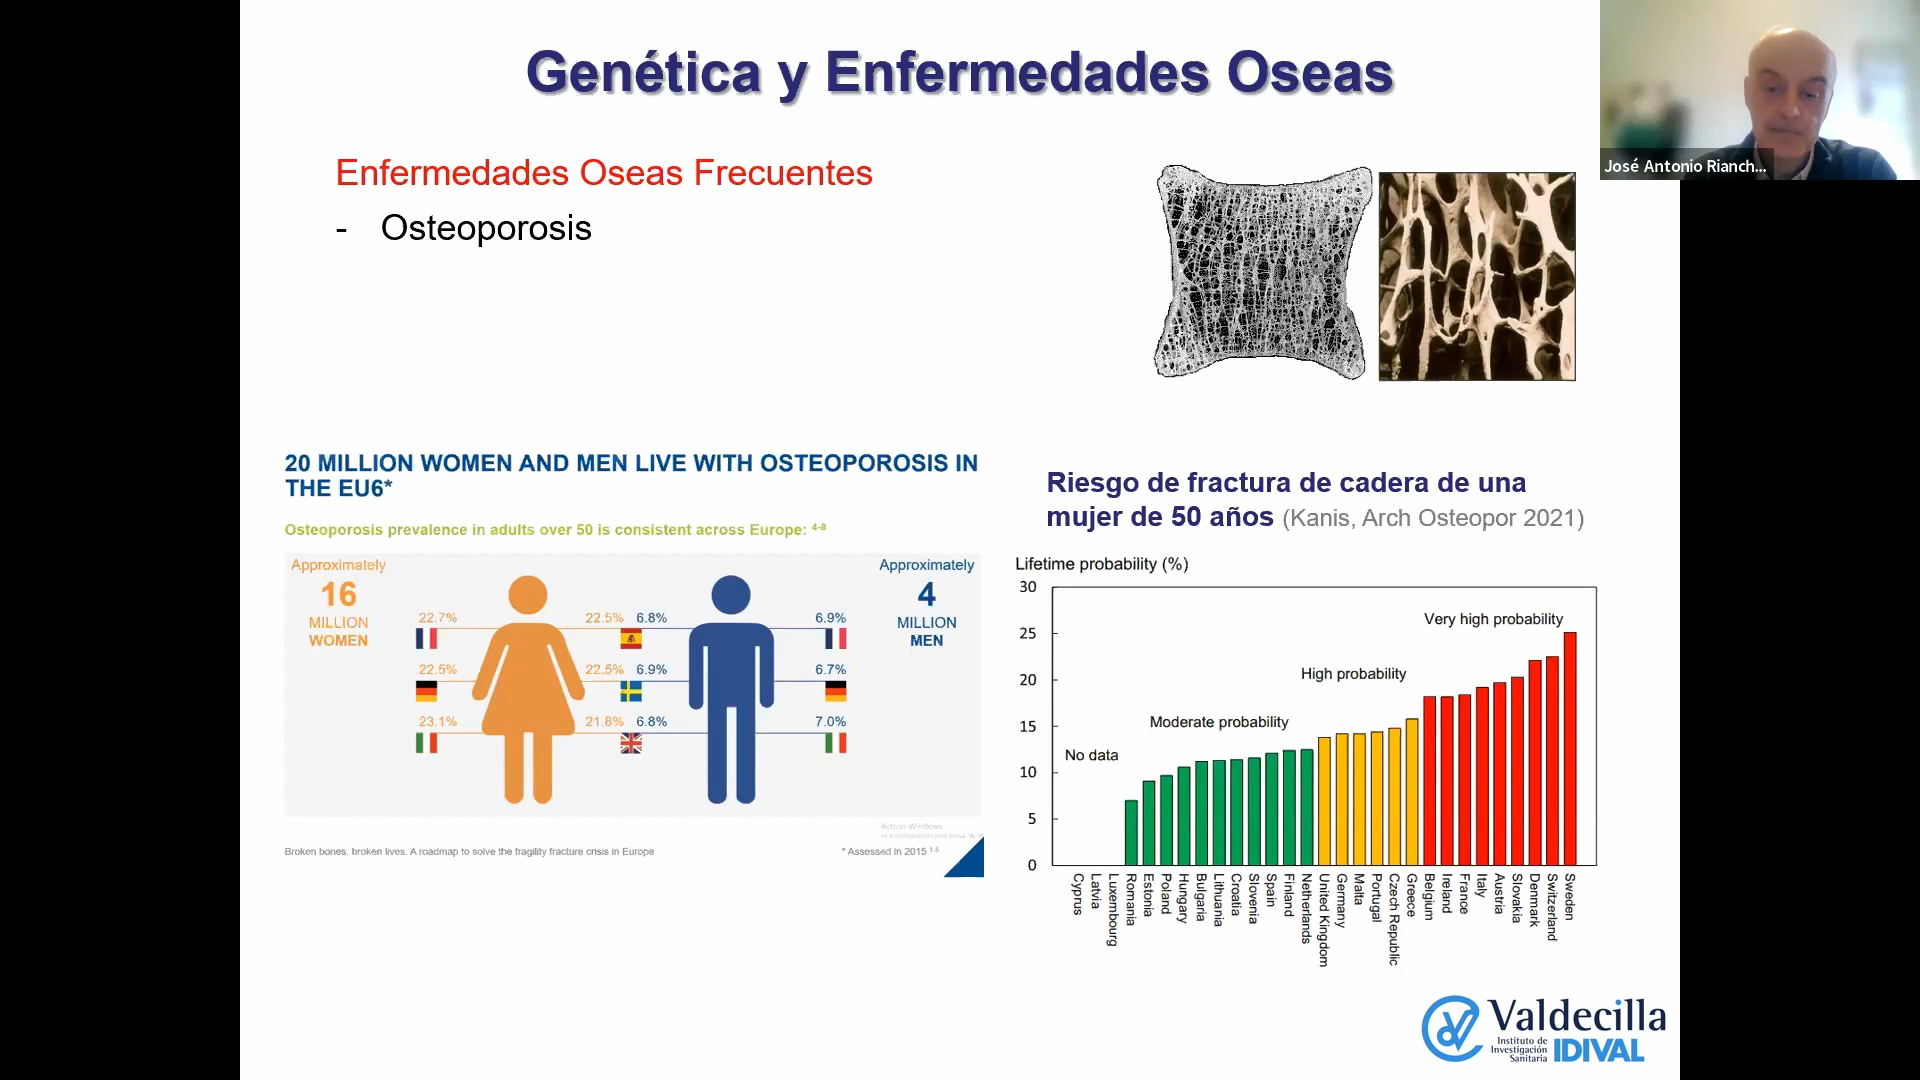 Genética y Enfermedades Oseas
José Antonio Rianch...
Enfermedades Oseas Frecuentes
- Osteoporosis
20 MILLION WOMEN AND MEN LIVE WITH OSTEOPOROSIS IN
THE EU6*
Osteoporosis prevalence in adults over 50 is consistent across Europe: 4-8
Approximately
16
MILLION
WOMEN
22.7%
22.5%
6.8%
6.9%
22.5%
22.5%
6.9%
6.7%
23.1%
21.8%
6.8%
7.0%
Approximately
4
MILLION
MEN
Activar Windows
Broken bones, broken lives: A roadmap to solve the fragility fracture crisis in Europe
* Assessed in 2015 1-5
Riesgo de fractura de cadera de una
mujer de 50 años (Kanis, Arch Osteopor 2021)
Lifetime probability (%)
30
25
20
15
10
5
0
No data
Moderate probability
High probability
Very high probability
Cyprus
Latvia
Luxembourg
Romania
Estonia
Poland
Hungary
Bulgaria
Lithuania
Croatia
Slovenia
Spain
Finland
Netherlands
United Kingdom
Germany
Malta
Portugal
Czech Republic
Greece
Belgium
Ireland
France
Italy
Austria
Slovakia
Denmark
Switzerland
Sweden
Valdecilla
Instituto de
Investigación
Sanitaria
IDIVAL